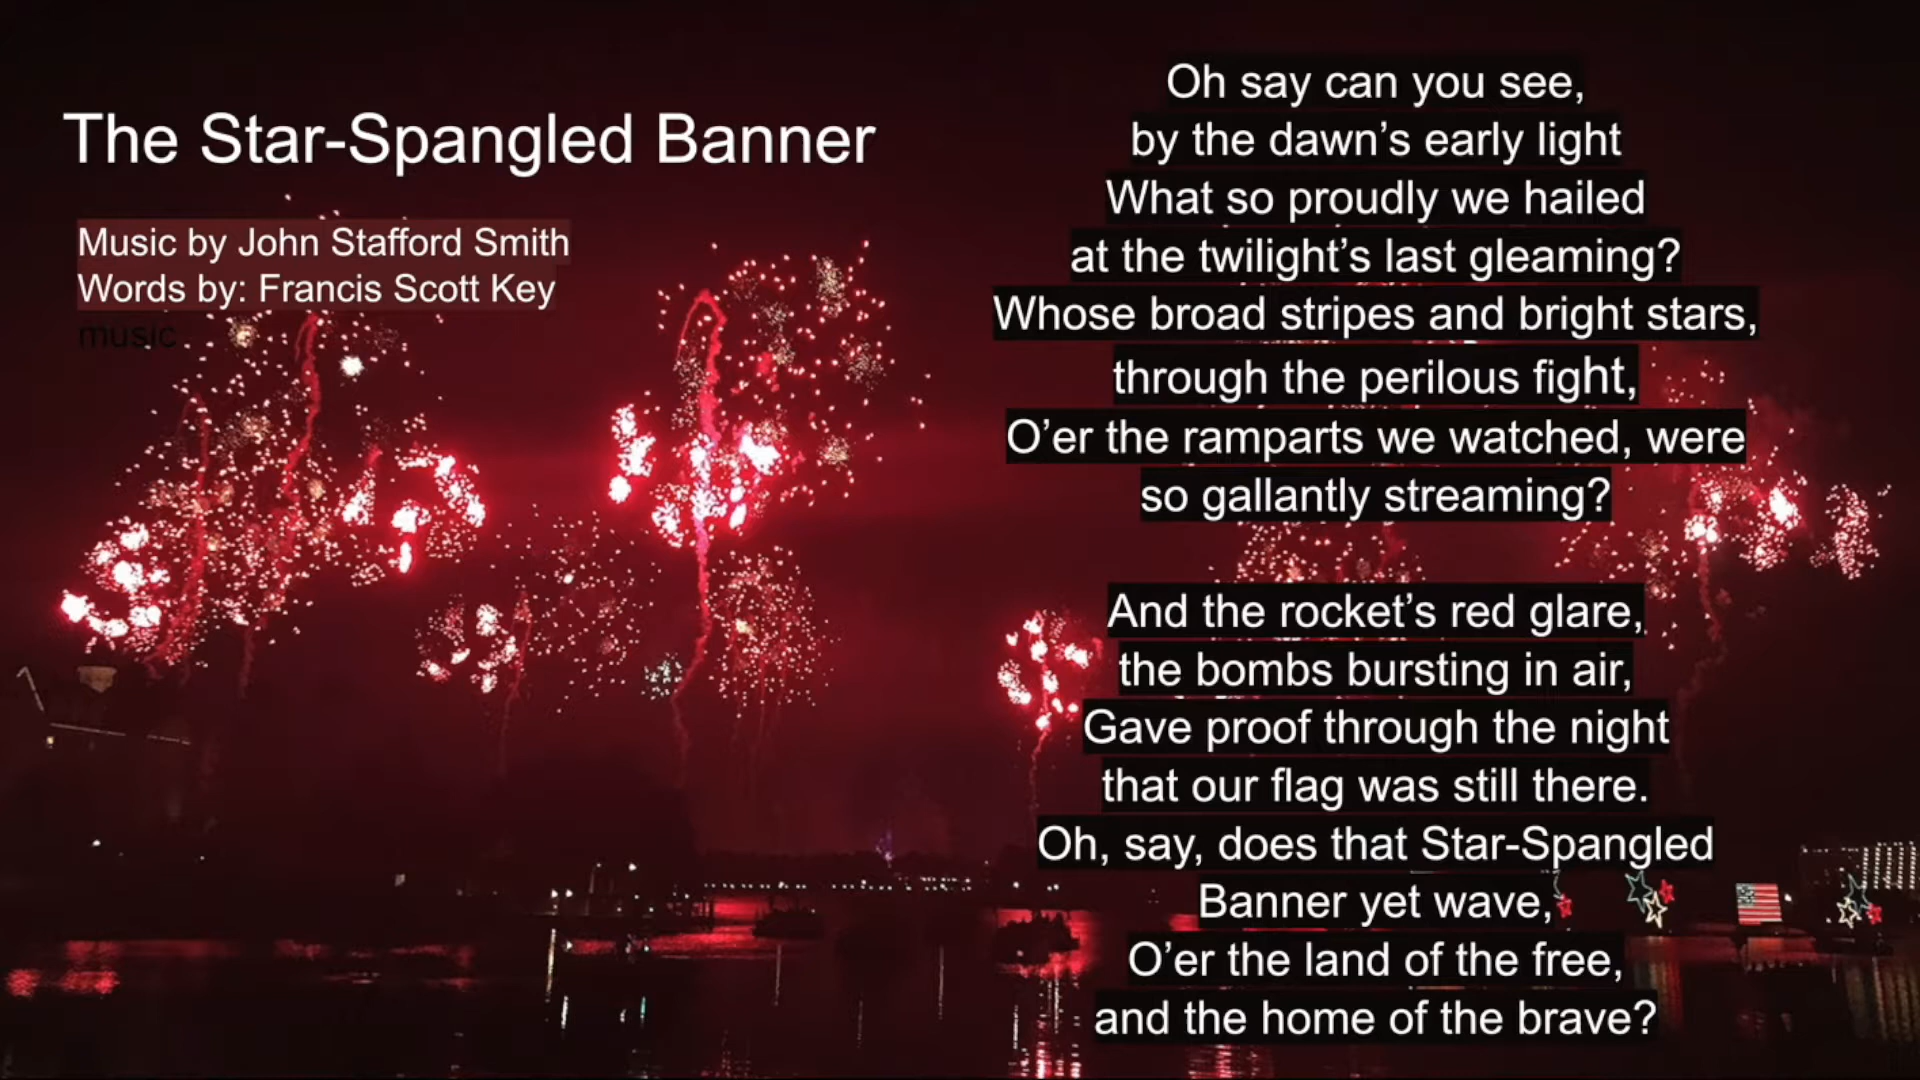 The Star-Spangled Banner
Music by John Stafford Smith
Words by: Francis Scott Key
music
Oh say can you see,
by the dawn’s early light
What so proudly we hailed
at the twilight’s last gleaming?
Whose broad stripes and bright stars,
through the perilous fight,
O’er the ramparts we watched, were
so gallantly streaming?
And the rocket’s red glare,
the bombs bursting in air,
Gave proof through the night
that our flag was still there.
Oh, say, does that Star-Spangled
Banner yet wave,
O’er the land of the free,
and the home of the brave?